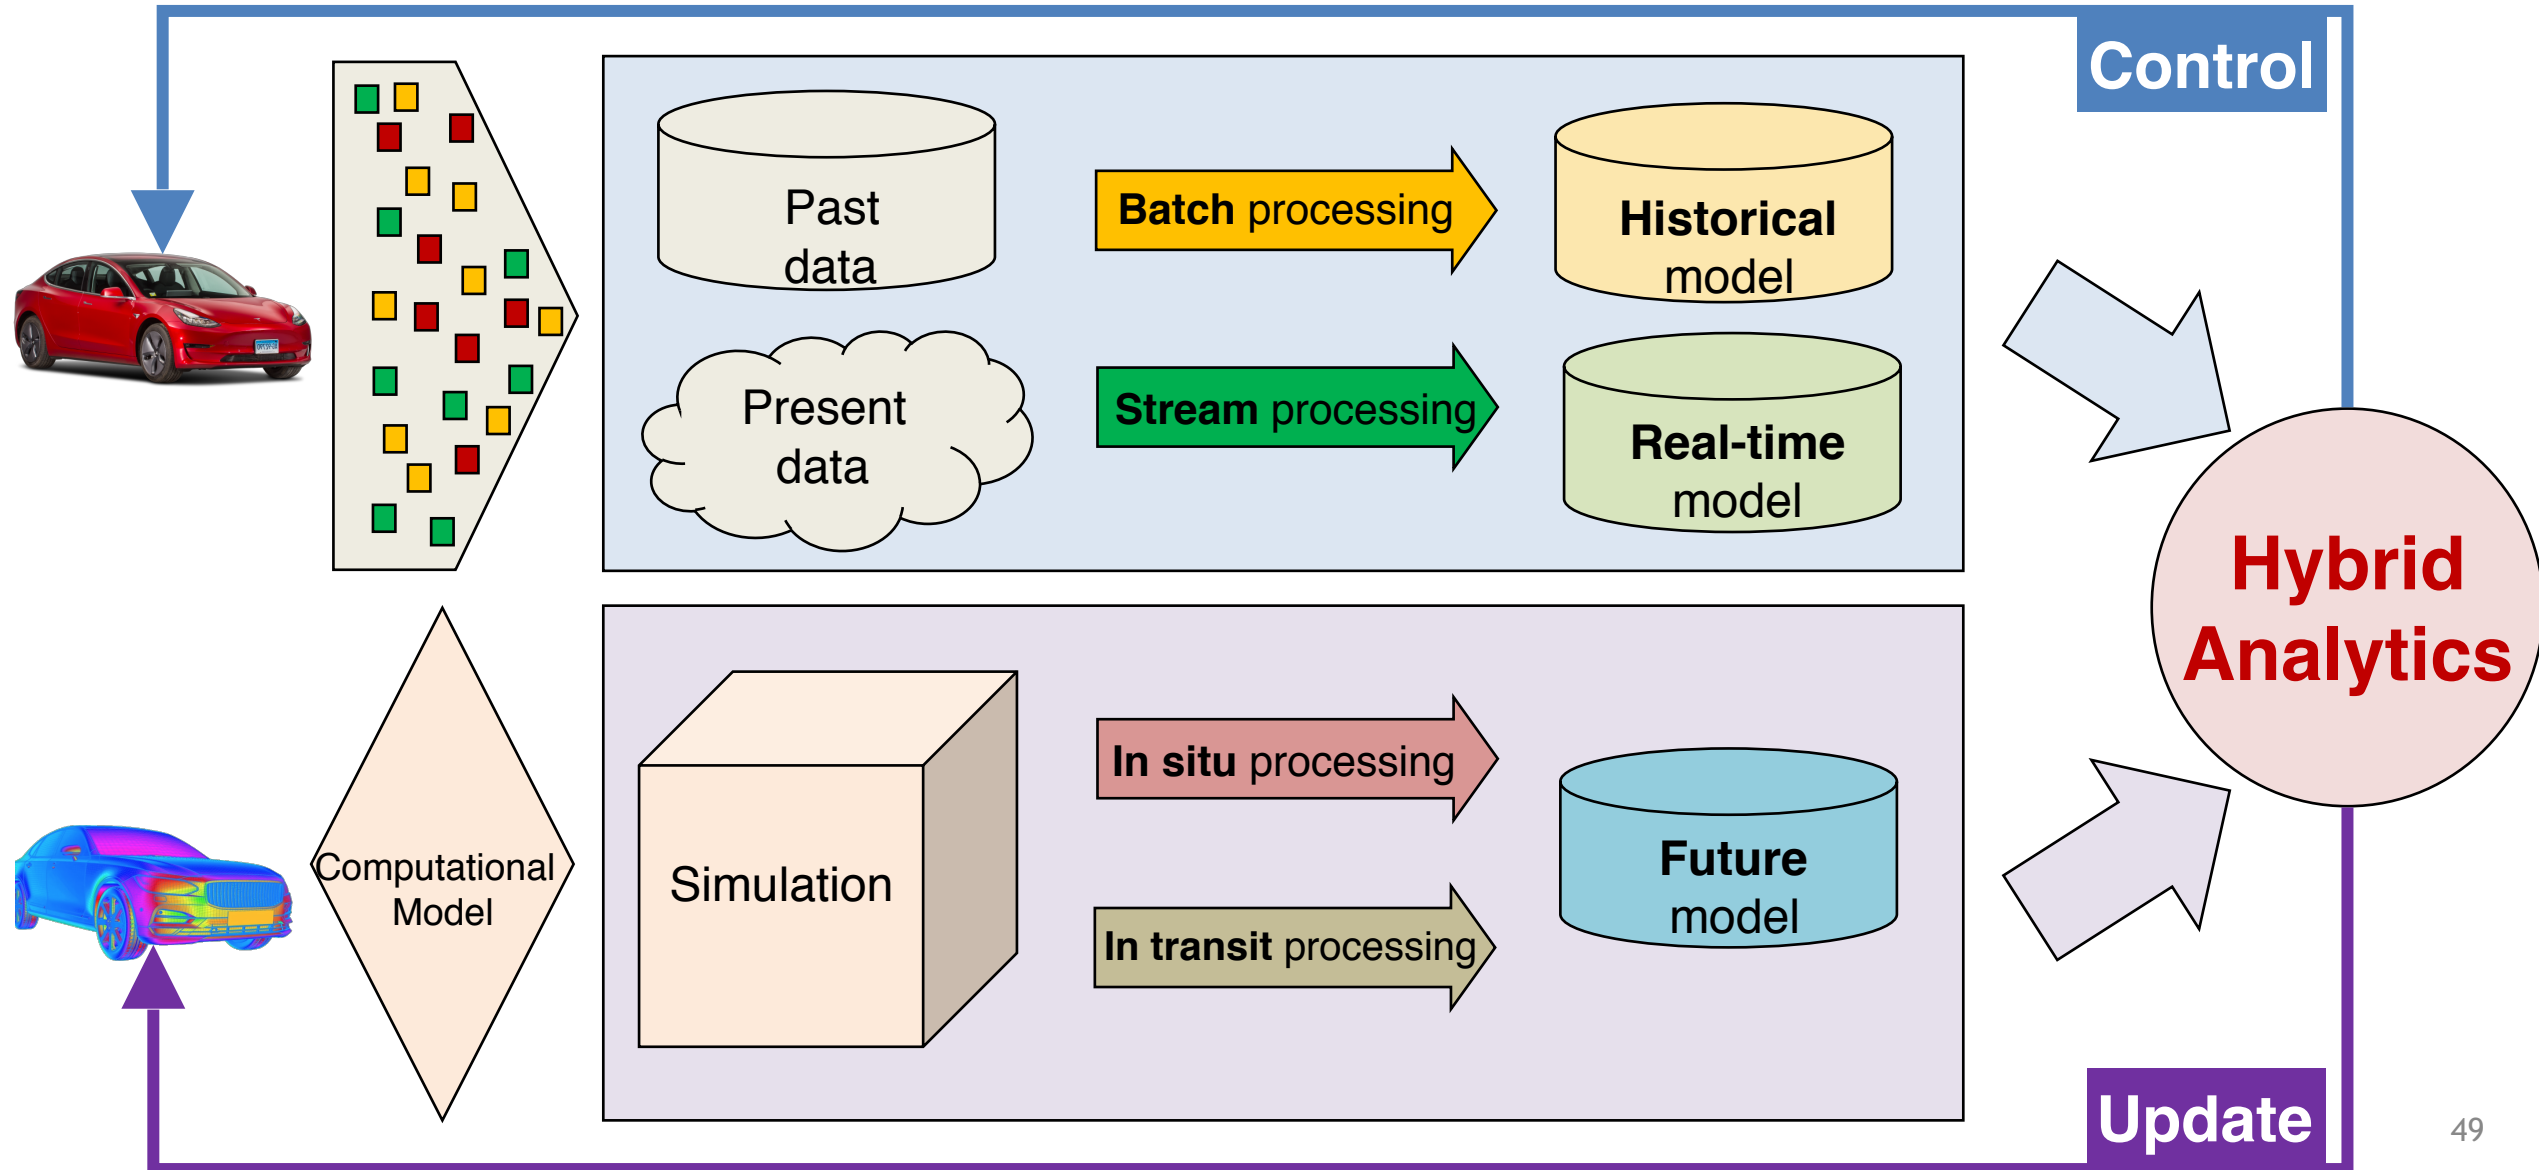 Control
Past
data
Batch processing
Historical
model
Present
data
Stream processing
Real-time
model
Hybrid
Analytics
Computational
Model
Simulation
In situ processing
In transit processing
Future
model
Update
49